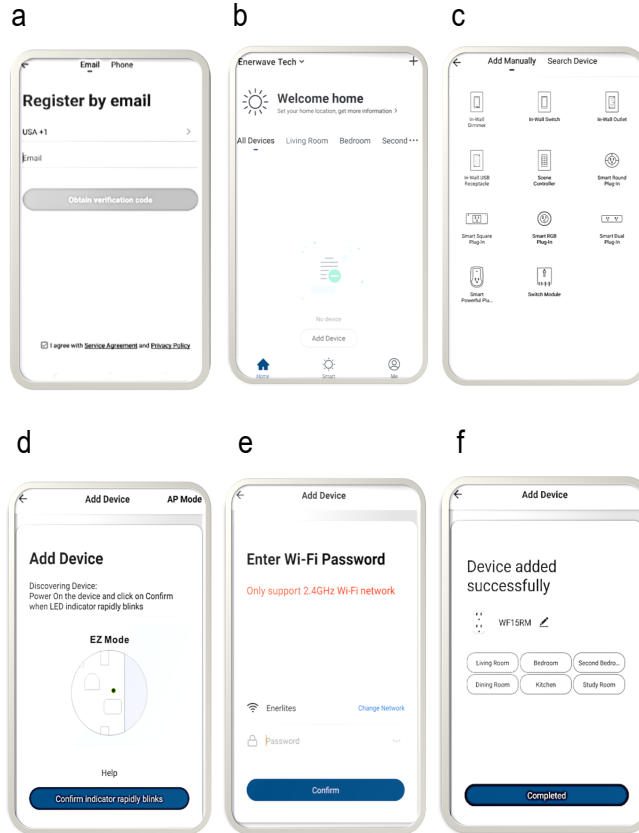 a
Email Phone
Register by email
USA +1
Email
Obtain verification code
I agree with Service Agreement and Privacy Policy
b
Enerwave Tech
Welcome home
Set your home location, get more information >
All Devices Living Room Bedroom Second ···
No device
Add Device
Home Smart Me
c
Add Manually Search Device
In-Wall
Dimmer
In-Wall Switch
In-Wall Outlet
In-Wall USB
Receptacle
Scene
Controller
Smart Round
Plug-In
Smart Square
Plug-In
Smart RGB
Plug-In
Smart Dual
Plug-In
Smart
Powerful Plu...
Switch Module
d
Add Device AP Mode
Add Device
Discovering Device:
Power On the device and click on Confirm
when LED indicator rapidly blinks
EZ Mode
Help
Confirm indicator rapidly blinks
e
Add Device
Enter Wi-Fi Password
Only support 2.4GHz Wi-Fi network
Enerlites Change Network
Password
Confirm
f
Add Device
Device added
successfully
WF15RM
Living Room Bedroom Second Bedro...
Dining Room Kitchen Study Room
Completed